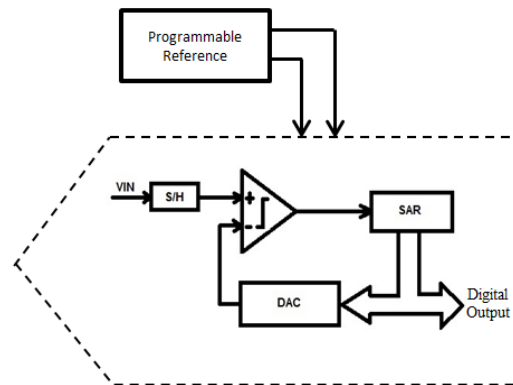 Programmable
Reference
VIN
S/H
+
-
SAR
DAC
Digital
Output